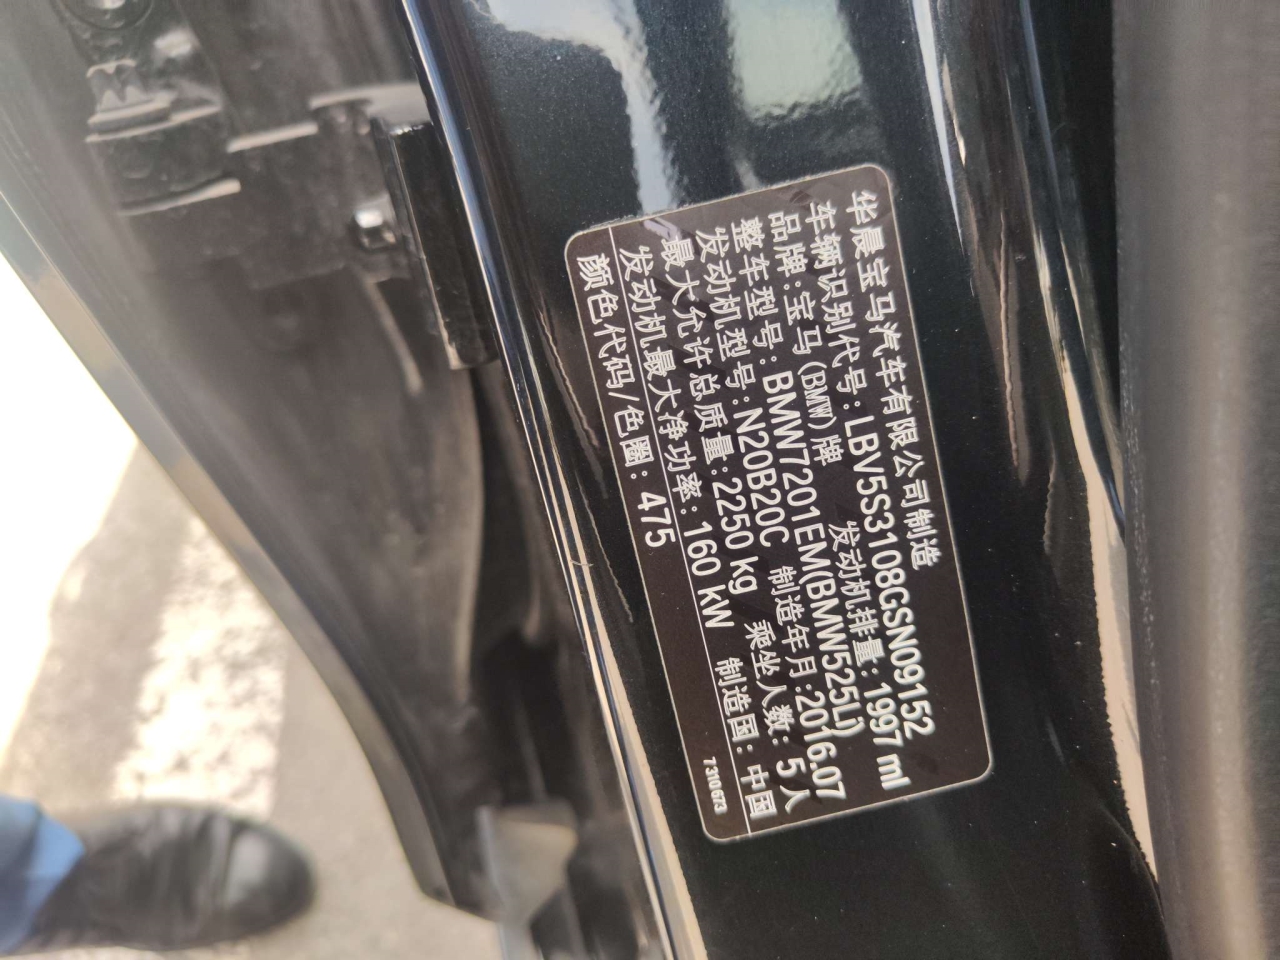 华晨宝马汽车有限公司制造
车辆识别代号:LBV5S3108GSN09152
品牌:宝马(BMW)牌 发动机排量:1997 ml
整车型号:BMW7201EM(BMW525Li)
发动机型号:N20B20C 制造年月:2016.07
最大允许总质量:2250 kg 乘坐人数:5人
发动机最大净功率:160 kW 制造国:中国
颜色代码/色圈:475
7310673